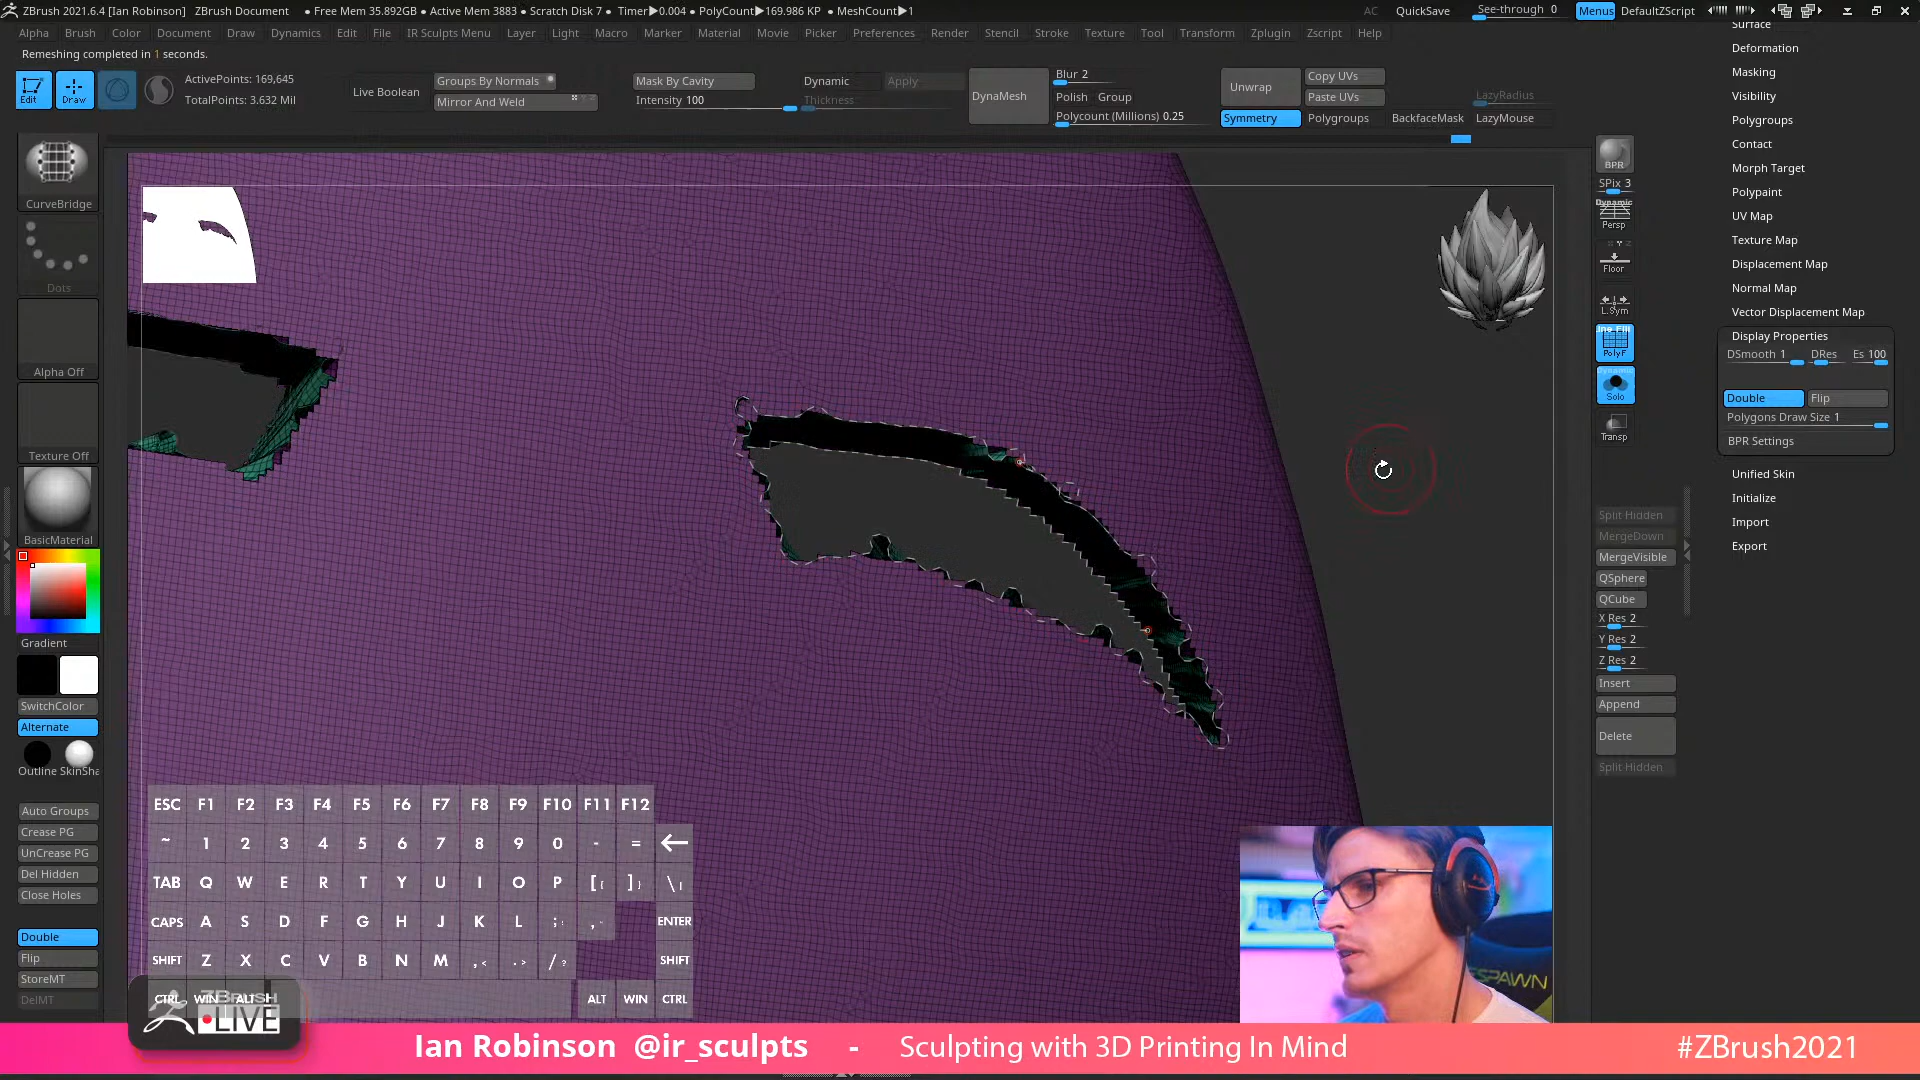 ZBrush 2021.6.4 [Ian Robinson] ZBrush Document • Free Mem 35.892GB • Active Mem 3883 • Scratch Disk 7 • Timer▶0.004 • PolyCount▶169.986 KP • MeshCount▶1 AC QuickSave See-through 0 Menus DefaultZScript
Alpha Brush Color Document Draw Dynamics Edit File IR Sculpts Menu Layer Light Macro Marker Material Movie Picker Preferences Render Stencil Stroke Texture Tool Transform Zplugin Zscript Help
Remeshing completed in 1 seconds.
Edit
Draw
ActivePoints: 169,645
TotalPoints: 3.632 Mil
Live Boolean
Groups By Normals
Mirror And Weld
Mask By Cavity
Intensity 100
Dynamic
Apply
Thickness
DynaMesh
Blur 2
Polish Group
Polycount (Millions) 0.25
Unwrap
Copy UVs
Paste UVs
Symmetry
Polygroups
BackfaceMask
LazyRadius
LazyMouse
CurveBridge
Dots
Alpha Off
Texture Off
BasicMaterial
Gradient
SwitchColor
Alternate
Outline SkinSha
Auto Groups
Crease PG
UnCrease PG
Del Hidden
Close Holes
Double
Flip
StoreMT
DelMT
BPR
SPix 3
Dynamic
Persp
Floor
L.Sym
Line Fill
PolyF
Dynamic
Solo
Transp
Split Hidden
MergeDown
MergeVisible
QSphere
QCube
X Res 2
Y Res 2
Z Res 2
Insert
Append
Delete
Split Hidden
Surface
Deformation
Masking
Visibility
Polygroups
Contact
Morph Target
Polypaint
UV Map
Texture Map
Displacement Map
Normal Map
Vector Displacement Map
Display Properties
DSmooth 1 DRes Es 100
Double Flip
Polygons Draw Size 1
BPR Settings
Unified Skin
Initialize
Import
Export
ESC F1 F2 F3 F4 F5 F6 F7 F8 F9 F10 F11 F12
~ 1 2 3 4 5 6 7 8 9 0 - = ←
TAB Q W E R T Y U I O P [ { ] } \ |
CAPS A S D F G H J K L ; : ENTER
SHIFT Z X C V B N M , < . > / ? SHIFT
CTRL WIN ALT ALT WIN CTRL
ZBRUSH
LIVE
ESPAWN
Ian Robinson @ir_sculpts - Sculpting with 3D Printing In Mind #ZBrush2021